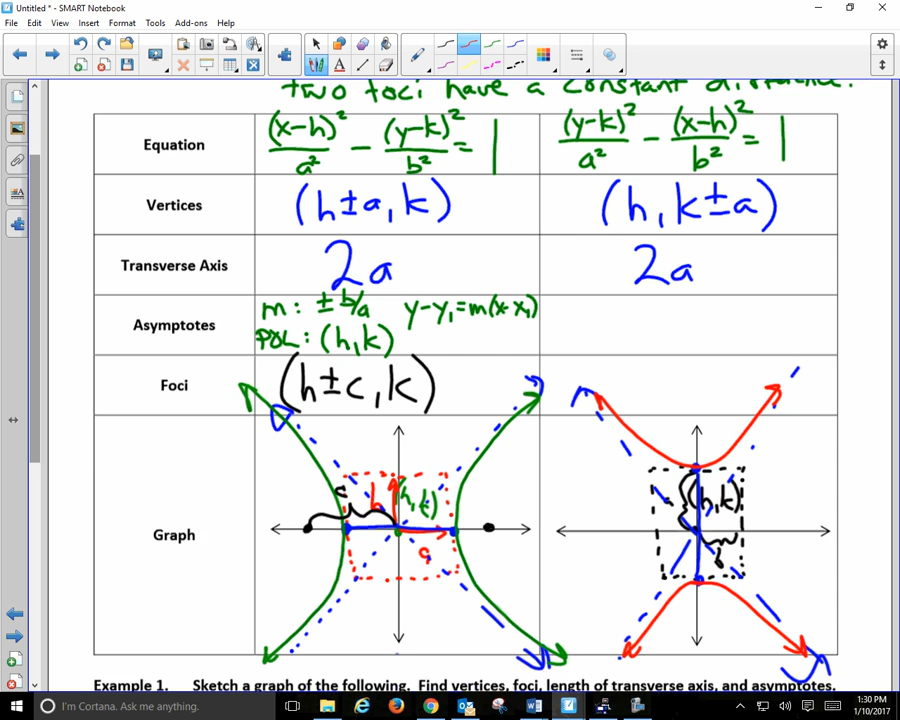 Untitled * - SMART Notebook
File Edit View Insert Format Tools Add-ons Help
two foci have a constant difference.
Equation (x-h)²/a² - (y-k)²/b² = 1 (y-k)²/a² - (x-h)²/b² = 1
Vertices (h±a, k) (h, k±a)
Transverse Axis 2a 2a
Asymptotes m: ± b/a y-y₁=m(x-x₁)
POL: (h, k)
Foci (h±c, k)
Graph
c b (h, k)
a
(h, k)
b
Example 1. Sketch a graph of the following. Find vertices, foci, length of transverse axis, and asymptotes.
I'm Cortana. Ask me anything.
1:30 PM
1/10/2017